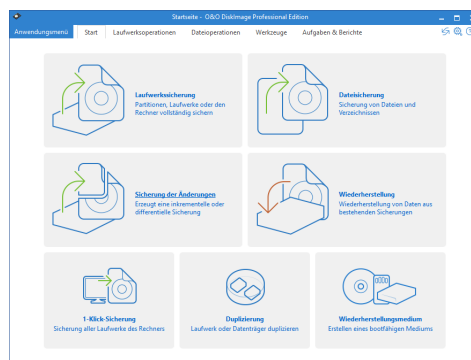 Startseite - O&O DiskImage Professional Edition
Anwendungsmenü Start Laufwerksoperationen Dateioperationen Werkzeuge Aufgaben & Berichte
Laufwerkssicherung
Partitionen, Laufwerke oder den
Rechner vollständig sichern
Dateisicherung
Sicherung von Dateien und
Verzeichnissen
Sicherung der Änderungen
Erzeugt eine inkrementelle oder
differentielle Sicherung
Wiederherstellung
Wiederherstellung von Daten aus
bestehenden Sicherungen
1-Klick-Sicherung
Sicherung aller Laufwerke des Rechners
Duplizierung
Laufwerk oder Datenträger duplizieren
Wiederherstellungsmedium
Erstellen eines bootfähigen Mediums